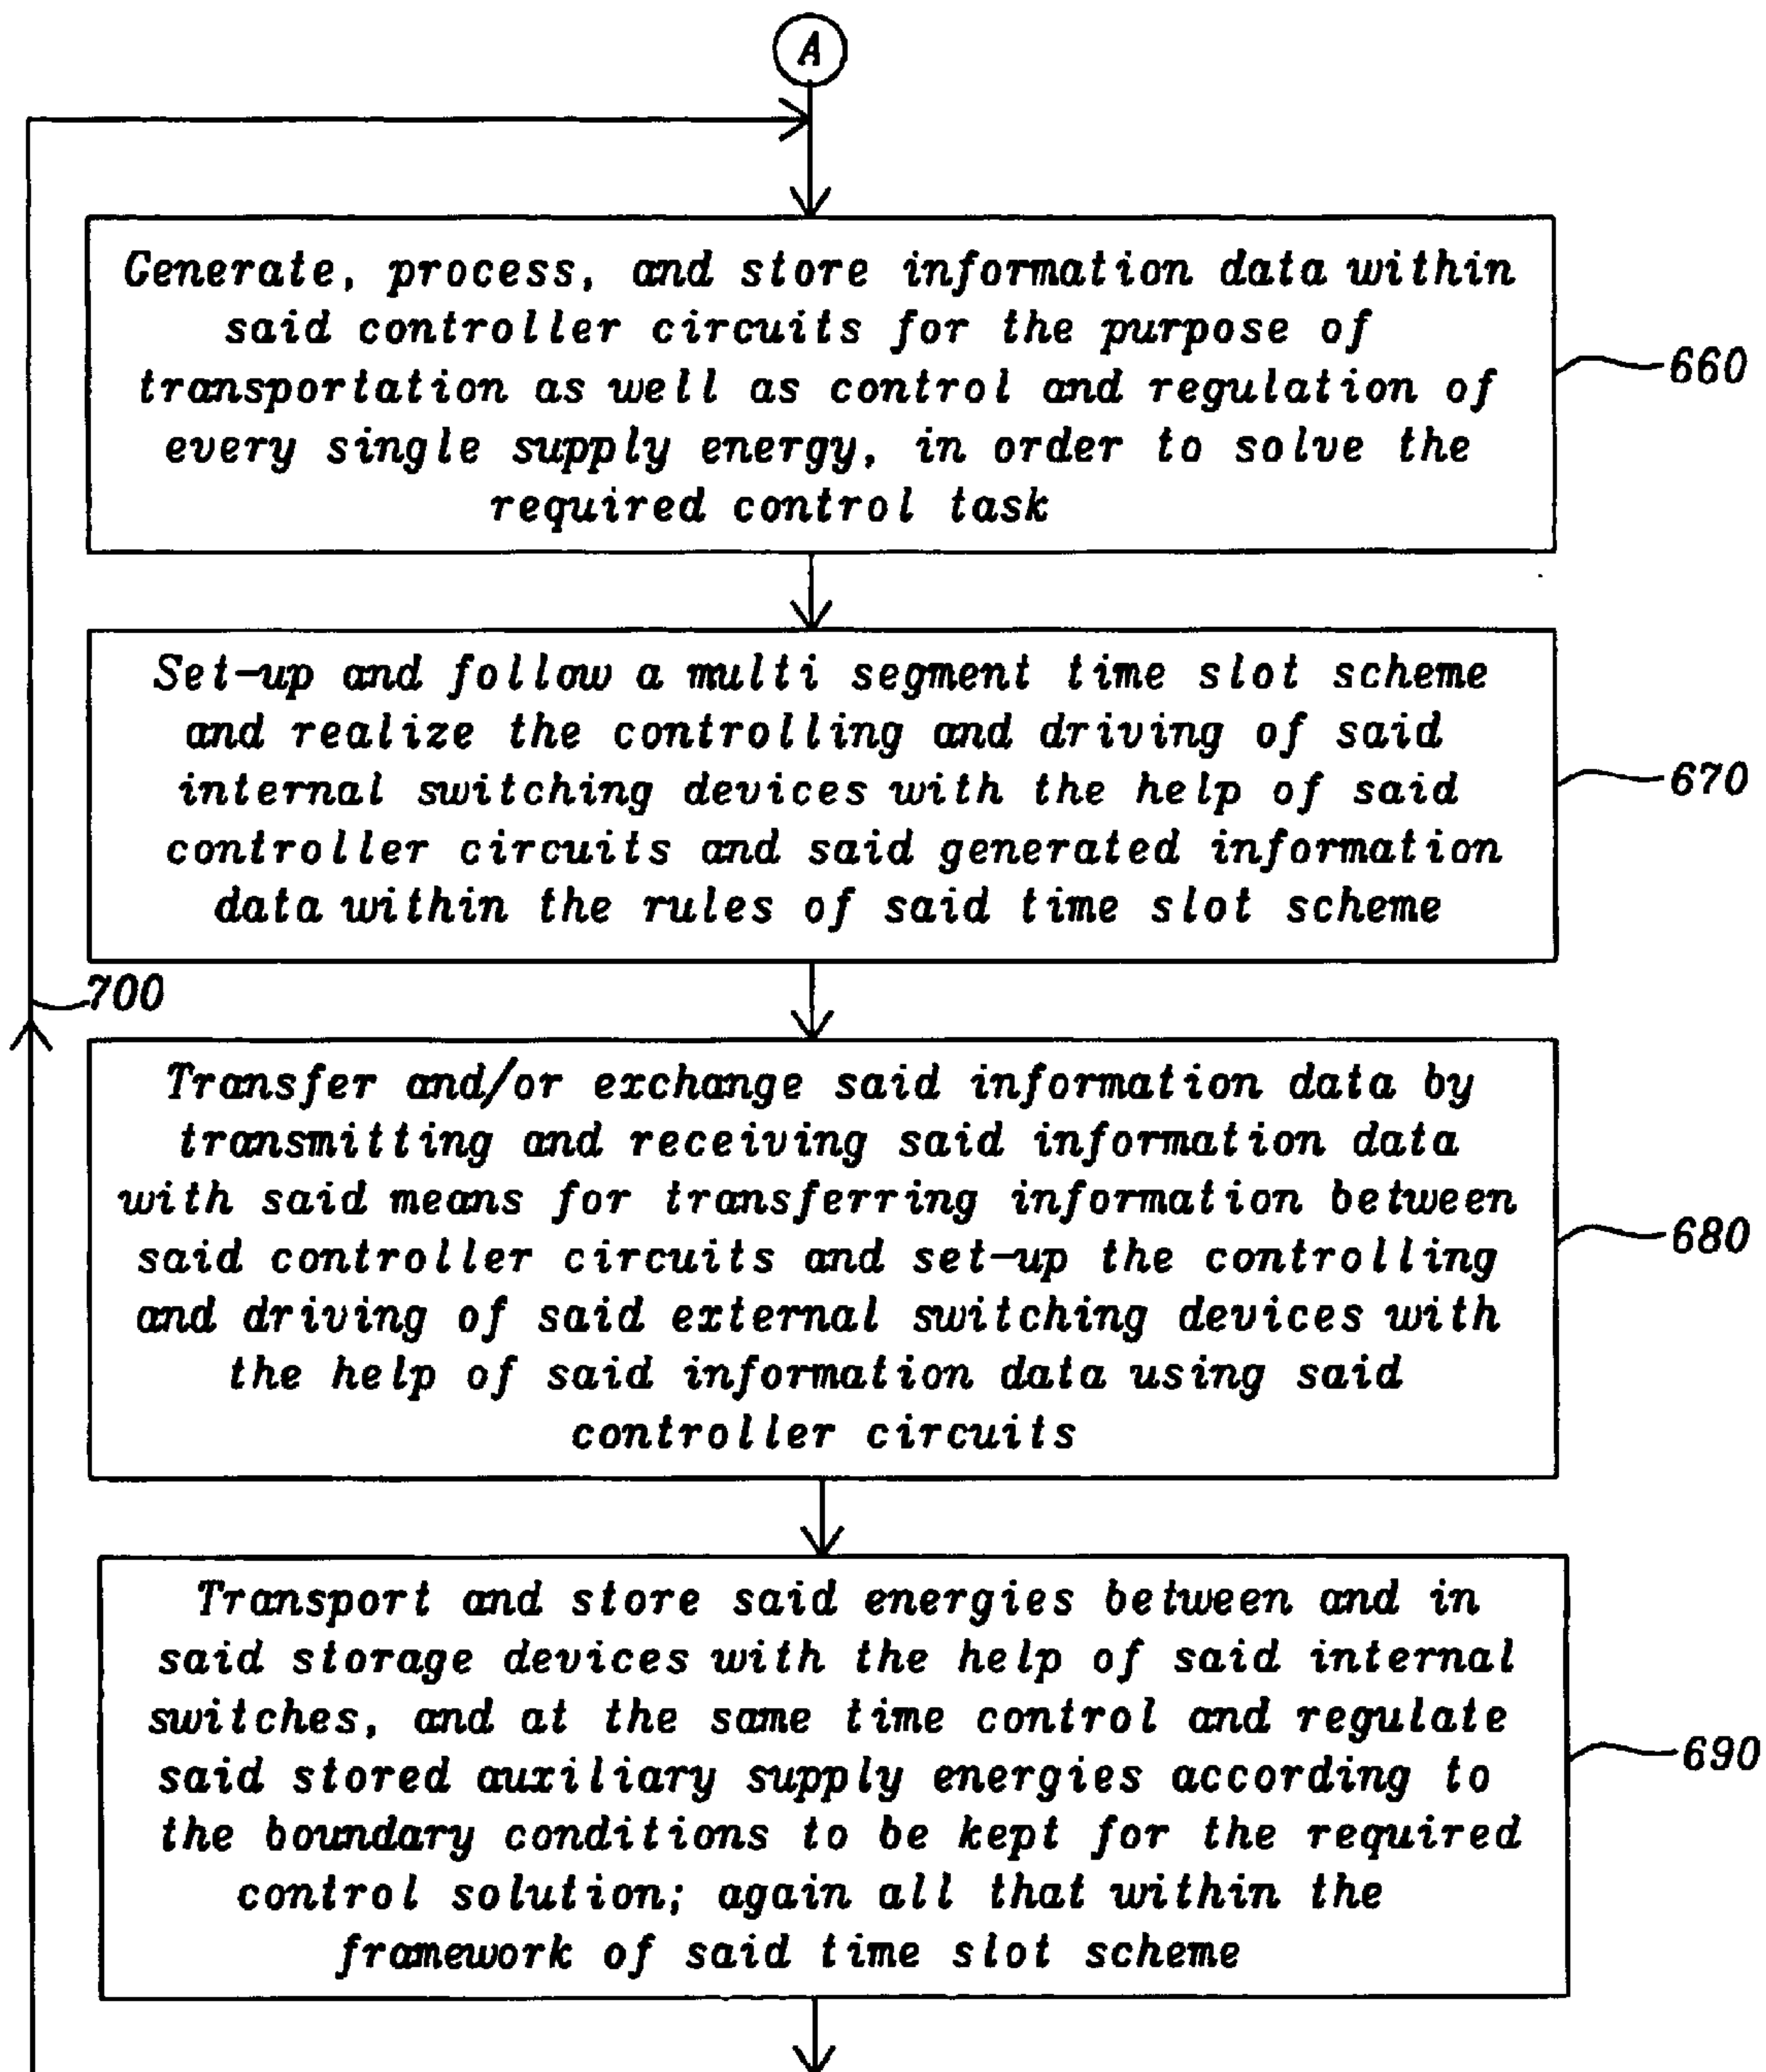 A
Generate, process, and store information data within
said controller circuits for the purpose of
transportation as well as control and regulation of
every single supply energy, in order to solve the
required control task
660
Set-up and follow a multi segment time slot scheme
and realize the controlling and driving of said
internal switching devices with the help of said
controller circuits and said generated information
data within the rules of said time slot scheme
670
700
Transfer and/or exchange said information data by
transmitting and receiving said information data
with said means for transferring information between
said controller circuits and set-up the controlling
and driving of said external switching devices with
the help of said information data using said
controller circuits
680
Transport and store said energies between and in
said storage devices with the help of said internal
switches, and at the same time control and regulate
said stored auxiliary supply energies according to
the boundary conditions to be kept for the required
control solution; again all that within the
framework of said time slot scheme
690